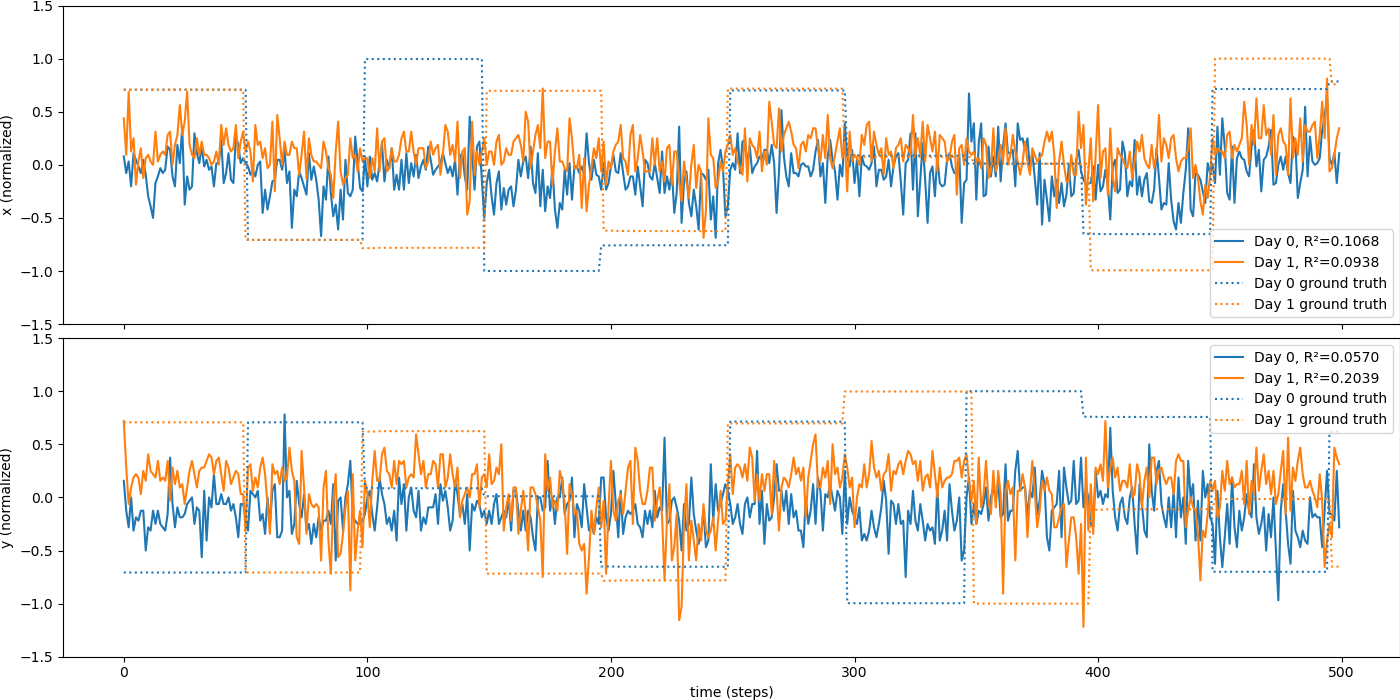 1.5
1.0
0.5
0.0
−0.5
−1.0
−1.5
x (normalized)
Day 0, R²=0.1068
Day 1, R²=0.0938
Day 0 ground truth
Day 1 ground truth
1.5
1.0
0.5
0.0
−0.5
−1.0
−1.5
y (normalized)
Day 0, R²=0.0570
Day 1, R²=0.2039
Day 0 ground truth
Day 1 ground truth
0 100 200 300 400 500
time (steps)